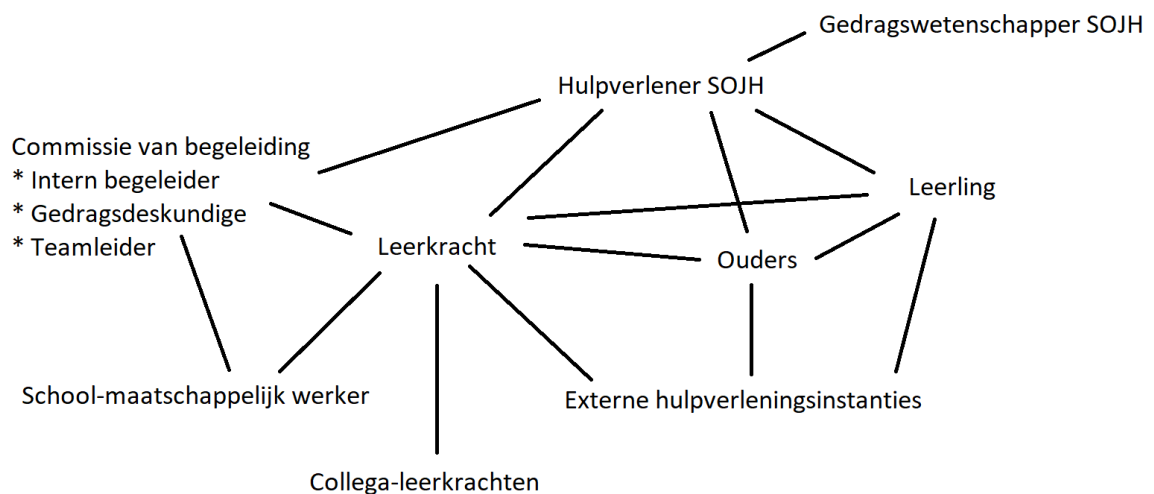 Gedragswetenschapper SOJH
Hulpverlener SOJH
Commissie van begeleiding
* Intern begeleider
* Gedragsdeskundige
* Teamleider
Leerling
Leerkracht
Ouders
School-maatschappelijk werker
Externe hulpverleningsinstanties
Collega-leerkrachten